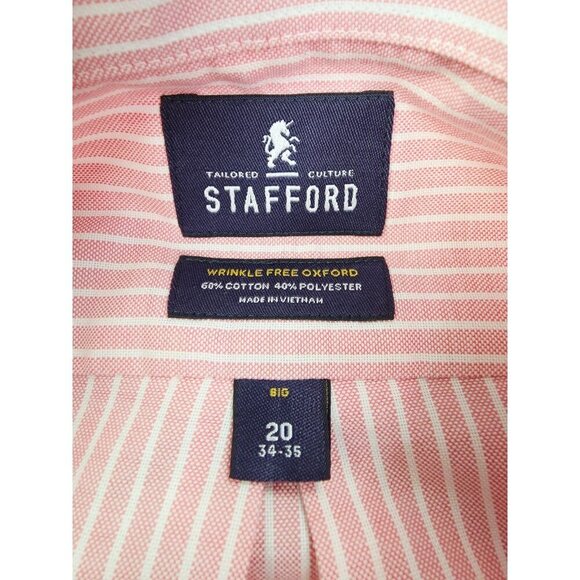 TAILORED CULTURE
STAFFORD
WRINKLE FREE OXFORD
60% COTTON 40% POLYESTER
MADE IN VIETNAM
BIG
20
34-35